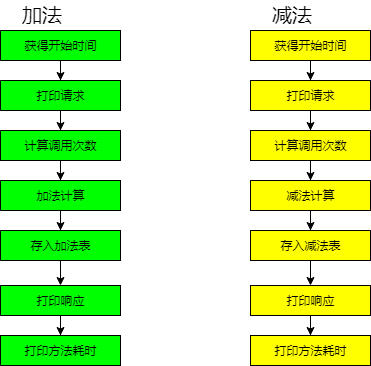 加法
获得开始时间
打印请求
计算调用次数
加法计算
存入加法表
打印响应
打印方法耗时
减法
获得开始时间
打印请求
计算调用次数
减法计算
存入减法表
打印响应
打印方法耗时